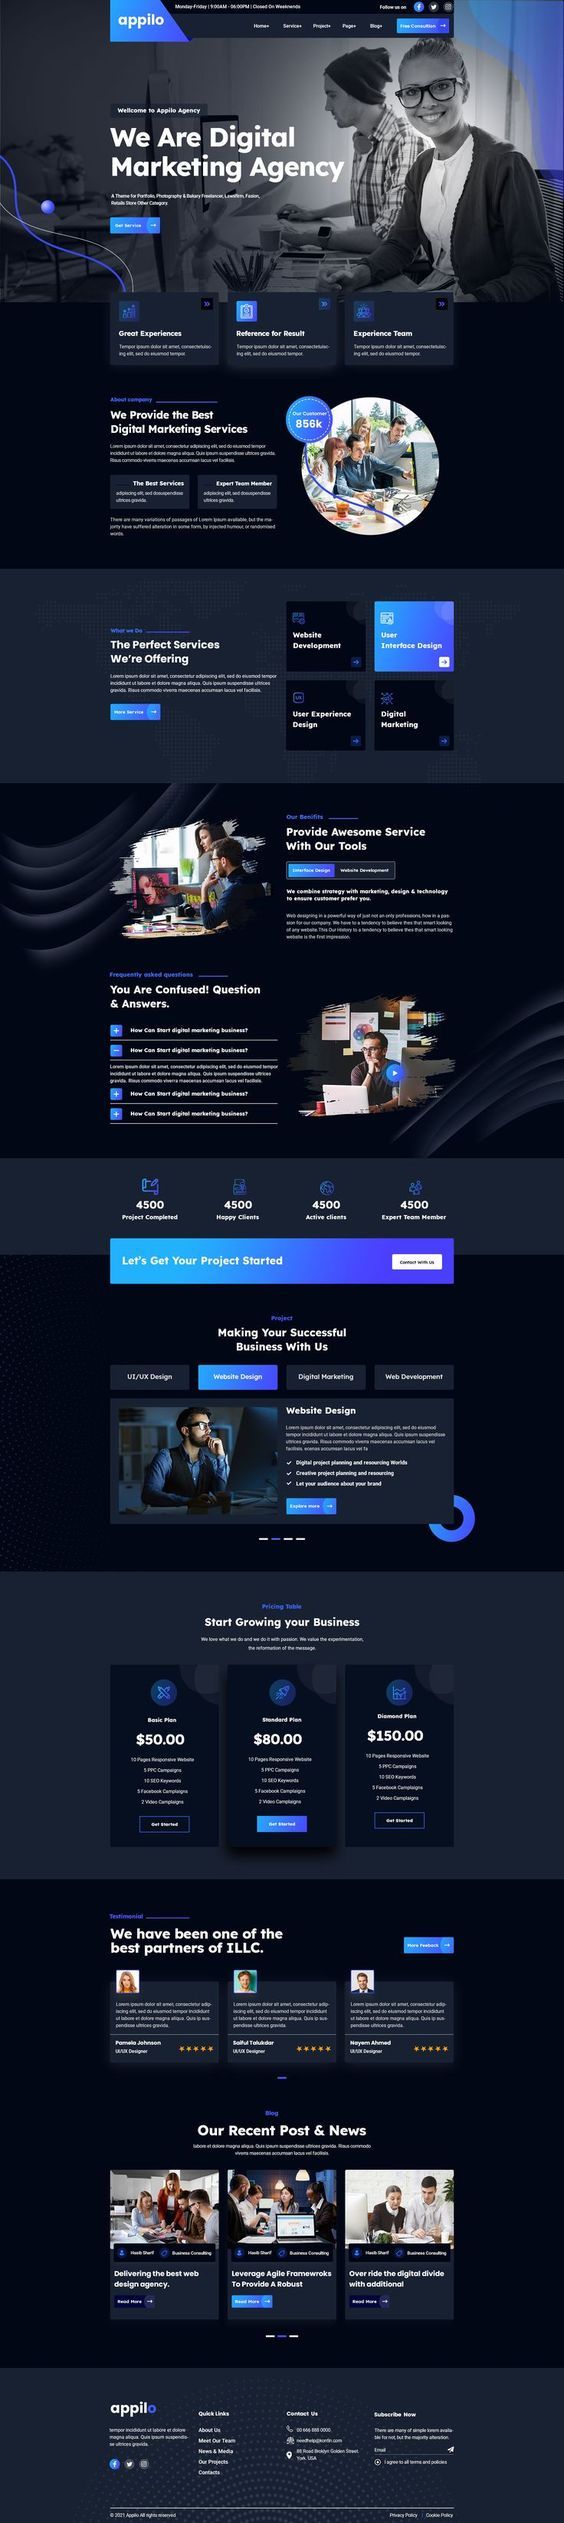 appilo
Monday-Friday | 9:00AM - 06:00PM | Closed On Weeknends
Follow us on
Home+ Service+ Project+ Page+ Blog+
Free Consultion
Wellcome to Appilo Agency
We Are Digital
Marketing Agency
A Theme for Portfolio, Photography & Bakary Freelancer, Lawsfirm, Fasion,
Retails Store Other Category.
Get Service
Great Experiences
Tempor ipsum dolor sit amet, consectetuisc-
ing elit, sed do eiusmod tempor.
Reference for Result
Tempor ipsum dolor sit amet, consectetuisc-
ing elit, sed do eiusmod tempor.
Experience Team
Tempor ipsum dolor sit amet, consectetuisc-
ing elit, sed do eiusmod tempor.
About company
We Provide the Best
Digital Marketing Services
Lorem ipsum dolor sit amet, consectetur adipiscing elit, sed do eiusmod tempor
incididunt ut labore et dolore magna aliqua. Quis ipsum suspendisse ultrices gravida.
Risus commodo viverra maecenas accumsan lacus vel facilisis.
The Best Services
adipiscing elit, sed dosuspendisse
ultrices gravida.
Expert Team Member
adipiscing elit, sed dosuspendisse
ultrices gravida.
There are many variations of passages of Lorem Ipsum available, but the ma-
jority have suffered alteration in some form, by injected humour, or randomised
words.
Our Customer
856k
What we Do
The Perfect Services
We're Offering
Lorem ipsum dolor sit amet, consectetur adipiscing elit, sed do eiusmod tempor
incididunt ut labore et dolore magna aliqua. Quis ipsum suspendisse ultrices
gravida. Risus commodo viverra maecenas accumsan lacus vel facilisis.
More Service
Website
Development
User
Interface Design
UX
User Experience
Design
Digital
Marketing
Our Benifits
Provide Awesome Service
With Our Tools
Interface Design
Website Development
We combine strategy with marketing, design & technology
to ensure customer prefer you.
Web designing in a powerful way of just not an only professions, how in a pas-
sion for our company. We have to a tendency to believe thes that smart looking
of any website.This Our History to a tendency to believe thes that smart looking
website is the first impression.
Frequently asked questions
You Are Confused! Question
& Answers.
How Can Start digital marketing business?
How Can Start digital marketing business?
Lorem ipsum dolor sit amet, consectetur adipiscing elit, sed do eiusmod tempor
incididunt ut labore et dolore magna aliqua. Quis ipsum suspendisse ultrices
gravida. Risus commodo viverra maecenas accumsan lacus vel facilisis.
How Can Start digital marketing business?
How Can Start digital marketing business?
4500
Project Completed
4500
Happy Clients
4500
Active clients
4500
Expert Team Member
Let's Get Your Project Started
Contact With Us
Project
Making Your Successful
Business With Us
UI/UX Design
Website Design
Digital Marketing
Web Development
Website Design
Lorem ipsum dolor sit amet, consectetur adipiscing elit, sed do eiusmod
tempor incididunt ut labore et dolore magna aliqua. Quis ipsum suspendisse
ultrices gravida. Risus commodo viverra maecenas accumsan lacus vel
facilisis. ecenas accumsan lacus vel fa
Digital project planning and resourcing Worlds
Creative project planning and resourcing
Let your audience about your brand
Explore more
Pricing Table
Start Growing your Business
We love what we do and we do it with passion. We value the experimentation,
the reformation of the message.
Basic Plan
$50.00
10 Pages Responsive Website
5 PPC Campaigns
10 SEO Keywords
5 Facebook Camplaigns
2 Video Camplaigns
Get Started
Standard Plan
$80.00
10 Pages Responsive Website
5 PPC Campaigns
10 SEO Keywords
5 Facebook Camplaigns
2 Video Camplaigns
Get Started
Diamond Plan
$150.00
10 Pages Responsive Website
5 PPC Campaigns
10 SEO Keywords
5 Facebook Camplaigns
2 Video Camplaigns
Get Started
Testimonial
We have been one of the
best partners of ILLC.
More Feeback
Lorem ipsum dolor sit amet, consectetur adip-
iscing elit, sed do eiusmod tempor incididunt
ut labore et dolore magna aliqua. Quis ip sus-
pendisse ultrices gravida.
Pamela Johnson
UI/UX Designer
Lorem ipsum dolor sit amet, consectetur adip-
iscing elit, sed do eiusmod tempor incididunt
ut labore et dolore magna aliqua. Quis ip sus-
pendisse ultrices gravida.
Saiful Talukdar
UI/UX Designer
Lorem ipsum dolor sit amet, consectetur adip-
iscing elit, sed do eiusmod tempor incididunt
ut labore et dolore magna aliqua. Quis ip sus-
pendisse ultrices gravida.
Nayem Ahmed
UI/UX Designer
Blog
Our Recent Post & News
labore et dolore magna aliqua. Quis ipsum suspendisse ultrices gravida. Risus commodo
viverra maecenas accumsan lacus vel facilisis.
Hasib Sharif
Business Consulting
Delivering the best web
design agency.
Read More
Hasib Sharif
Business Consulting
Leverage Agile Framewroks
To Provide A Robust
Read More
Hasib Sharif
Business Consulting
Over ride the digital divide
with additional
Read More
appilo
tempor incididunt ut labore et dolore
magna aliqua. Quis ipsum suspendis-
se ultrices gravida.
Quick Links
About Us
Meet Our Team
News & Media
Our Projects
Contacts
Contact Us
00 666 888 0000
needhelp@konfin.com
88 Road Broklyn Golden Street.
York. USA
Subscribe Now
There are many of simple lorem availa-
ble for not, but the majority alteration.
Email
I agree to all terms and policies
© 2021 Appilo All rights reserved
Privacy Policy | Cookie Policy